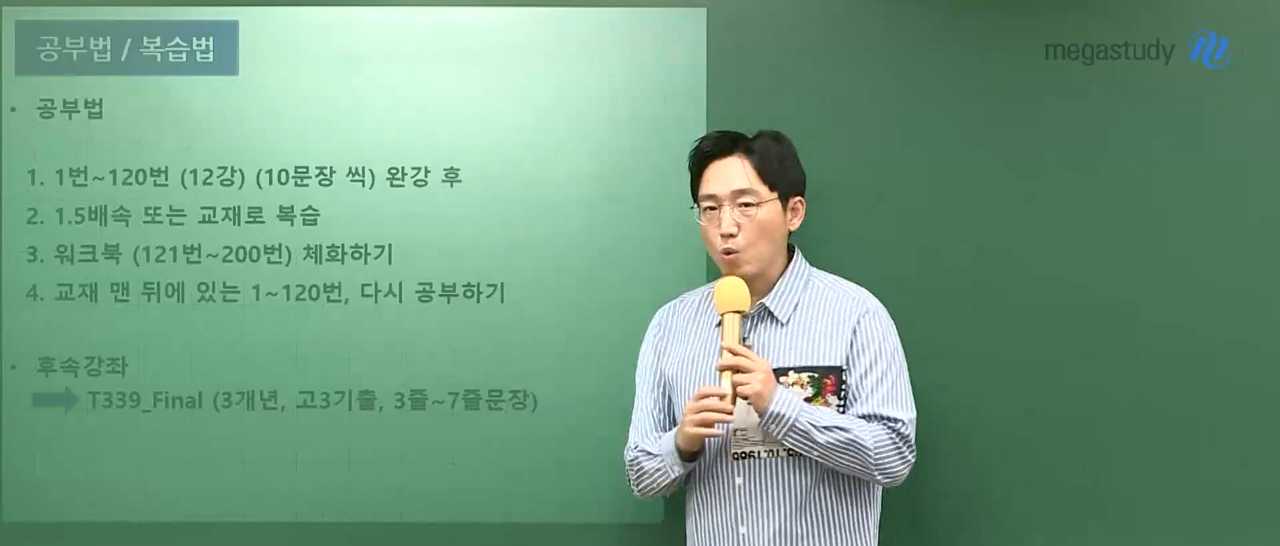 공부법 / 복습법
megastudy
• 공부법
1. 1번~120번 (12강) (10문장 씩) 완강 후
2. 1.5배속 또는 교재로 복습
3. 워크북 (121번~200번) 체화하기
4. 교재 맨 뒤에 있는 1~120번, 다시 공부하기
• 후속강좌
T339_Final (3개년, 고3기출, 3줄~7줄문장)